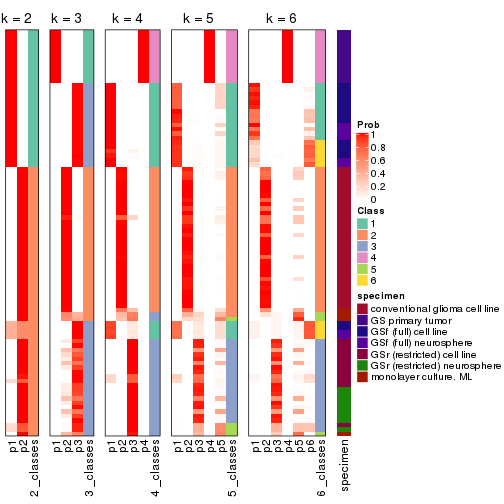 k = 2 k = 3 k = 4 k = 5 k = 6
Prob
1
0.8
0.6
0.4
0.2
0
Class
1
2
3
4
5
6
specimen
conventional glioma cell line
GS primary tumor
GSf (full) cell line
GSf (full) neurosphere
GSr (restricted) cell line
GSr (restricted) neurosphere
monolayer culture. ML
p1 p2 2_classes p1 p2 p3 3_classes p1 p2 p3 p4 4_classes p1 p2 p3 p4 p5 5_classes p1 p2 p3 p4 p5 p6 6_classes specimen